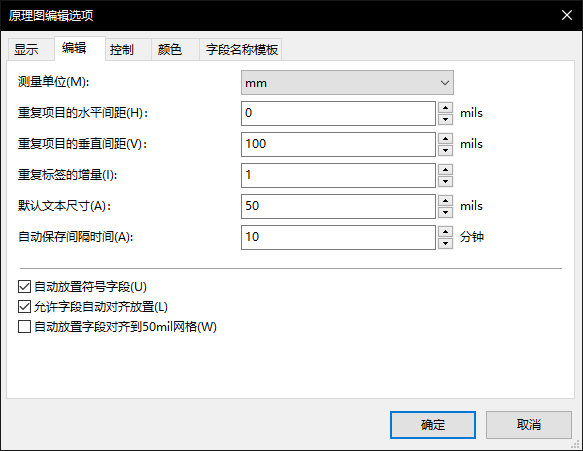 原理图编辑选项
显示 编辑 控制 颜色 字段名称模板
测量单位(M): mm
重复项目的水平间距(H): 0 mils
重复项目的垂直间距(V): 100 mils
重复标签的增量(I): 1
默认文本尺寸(A): 50 mils
自动保存间隔时间(A): 10 分钟
自动放置符号字段(U)
允许字段自动对齐放置(L)
自动放置字段对齐到50mil网格(W)
确定 取消